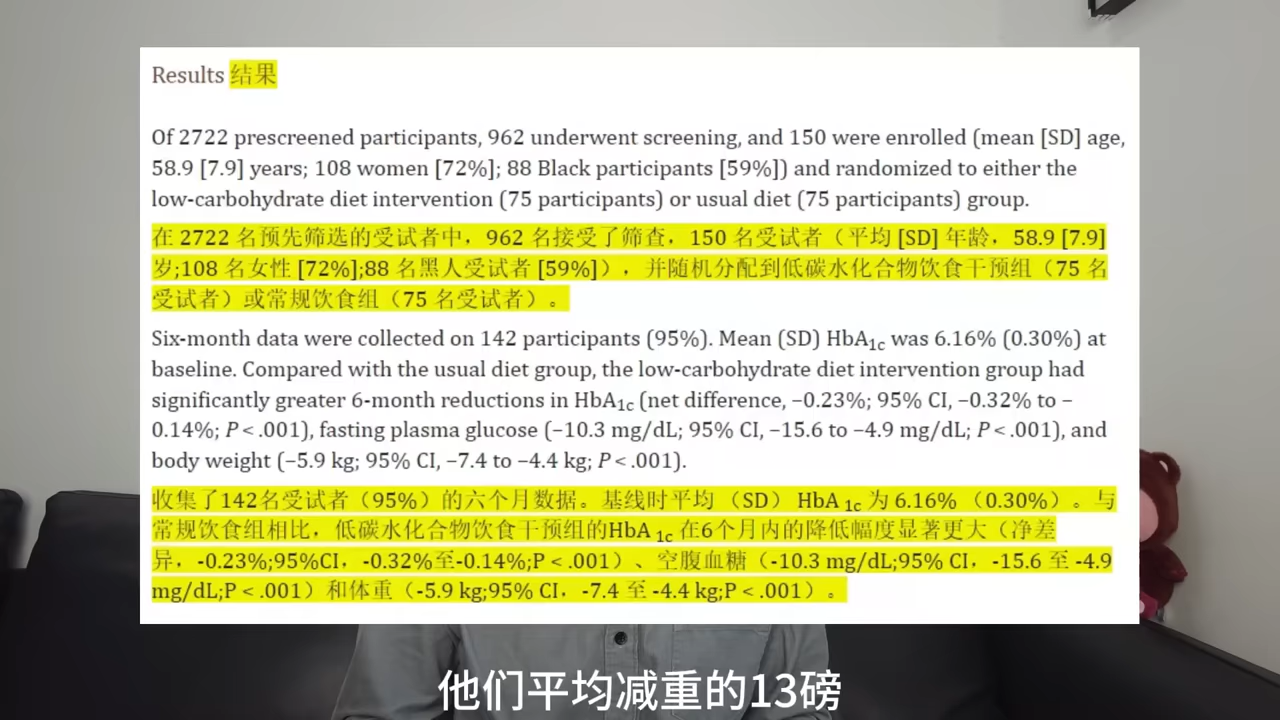 Results 结果
Of 2722 prescreened participants, 962 underwent screening, and 150 were enrolled (mean [SD] age,
58.9 [7.9] years; 108 women [72%]; 88 Black participants [59%]) and randomized to either the
low-carbohydrate diet intervention (75 participants) or usual diet (75 participants) group.
在 2722 名预先筛选的受试者中，962 名接受了筛查，150 名受试者（平均 [SD] 年龄，58.9 [7.9]
岁;108 名女性 [72%];88 名黑人受试者 [59%]），并随机分配到低碳水化合物饮食干预组（75 名
受试者）或常规饮食组（75 名受试者）。
Six-month data were collected on 142 participants (95%). Mean (SD) HbA1c was 6.16% (0.30%) at
baseline. Compared with the usual diet group, the low-carbohydrate diet intervention group had
significantly greater 6-month reductions in HbA1c (net difference, −0.23%; 95% CI, −0.32% to −
0.14%; P < .001), fasting plasma glucose (−10.3 mg/dL; 95% CI, −15.6 to −4.9 mg/dL; P < .001), and
body weight (−5.9 kg; 95% CI, −7.4 to −4.4 kg; P < .001).
收集了142名受试者（95%）的六个月数据。基线时平均 （SD） HbA 1c 为 6.16% （0.30%）。与
常规饮食组相比，低碳水化合物饮食干预组的HbA 1c 在6个月内的降低幅度显著更大（净差
异，-0.23%;95%CI，-0.32%至-0.14%;P < .001）、空腹血糖（-10.3 mg/dL;95% CI，-15.6 至 -4.9
mg/dL;P < .001）和体重（-5.9 kg;95% CI，-7.4 至 -4.4 kg;P < .001）。
他们平均减重的13磅